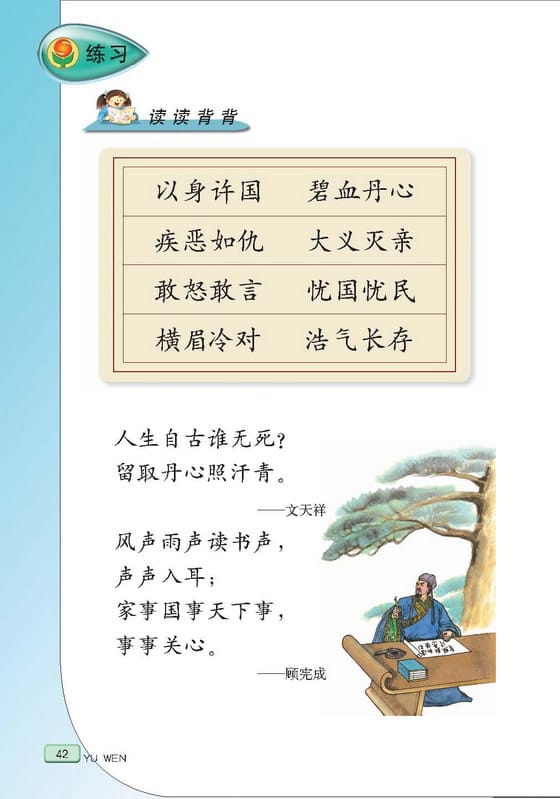 练习
读读背背
以身许国 碧血丹心
疾恶如仇 大义灭亲
敢怒敢言 忧国忧民
横眉冷对 浩气长存
人生自古谁无死？
留取丹心照汗青。
——文天祥
风声雨声读书声，
声声入耳；
家事国事天下事，
事事关心。
——顾完成
42 YU WEN